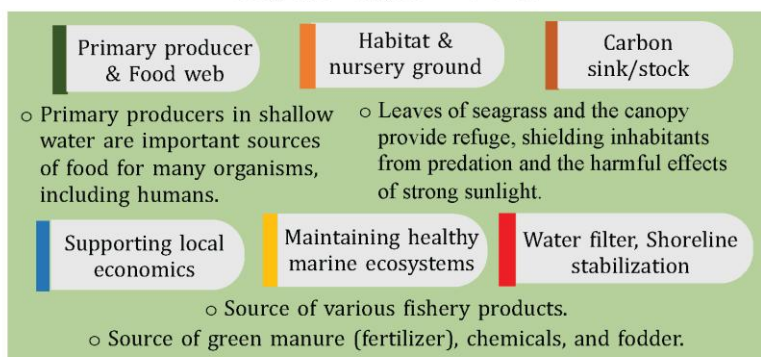 Primary producer
& Food web
Habitat &
nursery ground
Carbon
sink/stock
o Primary producers in shallow
water are important sources
of food for many organisms,
including humans.
o Leaves of seagrass and the canopy
provide refuge, shielding inhabitants
from predation and the harmful effects
of strong sunlight.
Supporting local
economics
Maintaining healthy
marine ecosystems
Water filter, Shoreline
stabilization
o Source of various fishery products.
o Source of green manure (fertilizer), chemicals, and fodder.